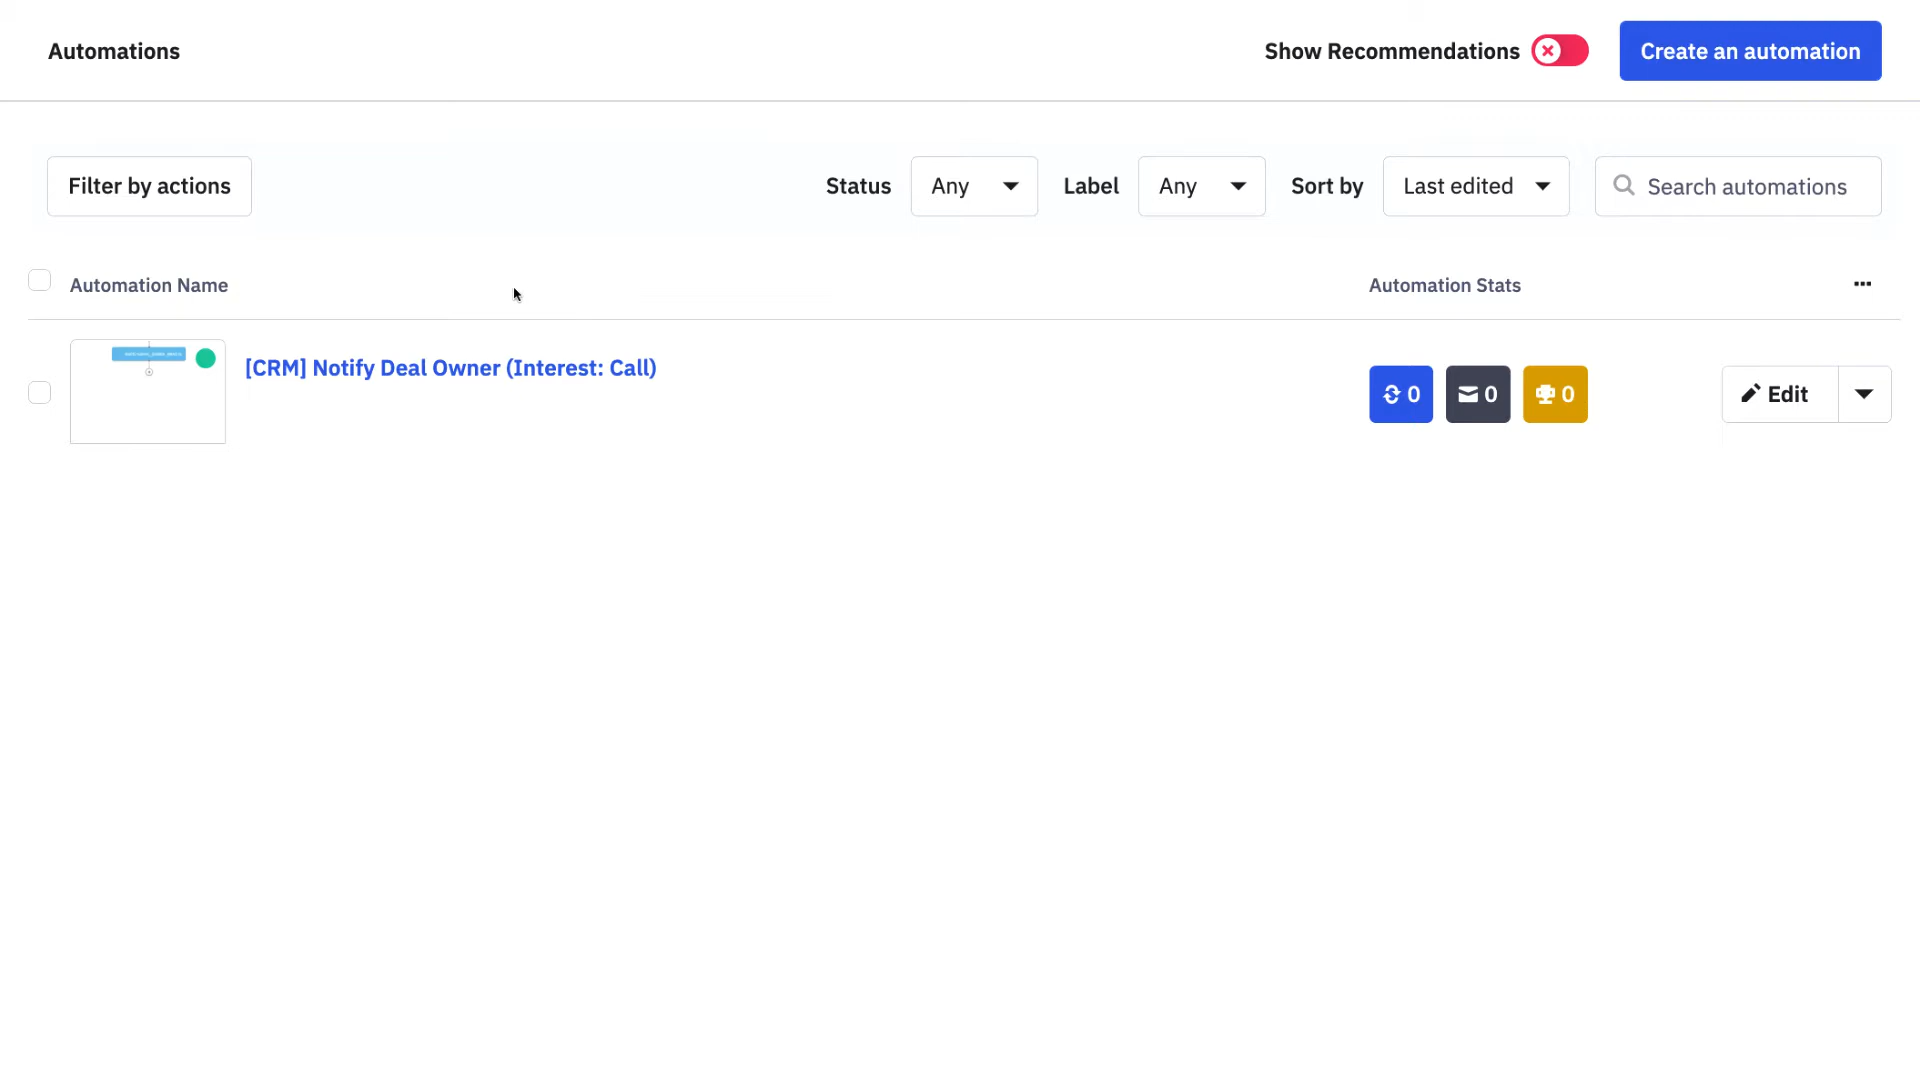 Automations
Show Recommendations
Create an automation
Filter by actions
Status
Any
Label
Any
Sort by
Last edited
Search automations
Automation Name
Automation Stats
[CRM] Notify Deal Owner (Interest: Call)
0
0
0
Edit